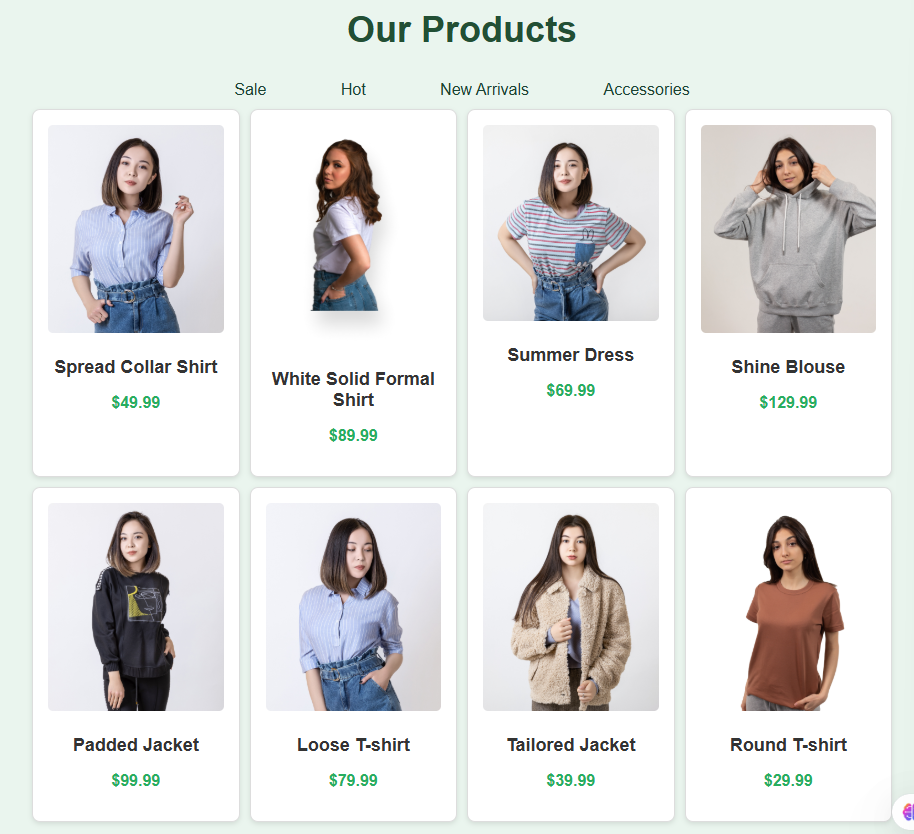 Our Products
Sale Hot New Arrivals Accessories
Spread Collar Shirt
$49.99
White Solid Formal
Shirt
$89.99
Summer Dress
$69.99
Shine Blouse
$129.99
Padded Jacket
$99.99
Loose T-shirt
$79.99
Tailored Jacket
$39.99
Round T-shirt
$29.99